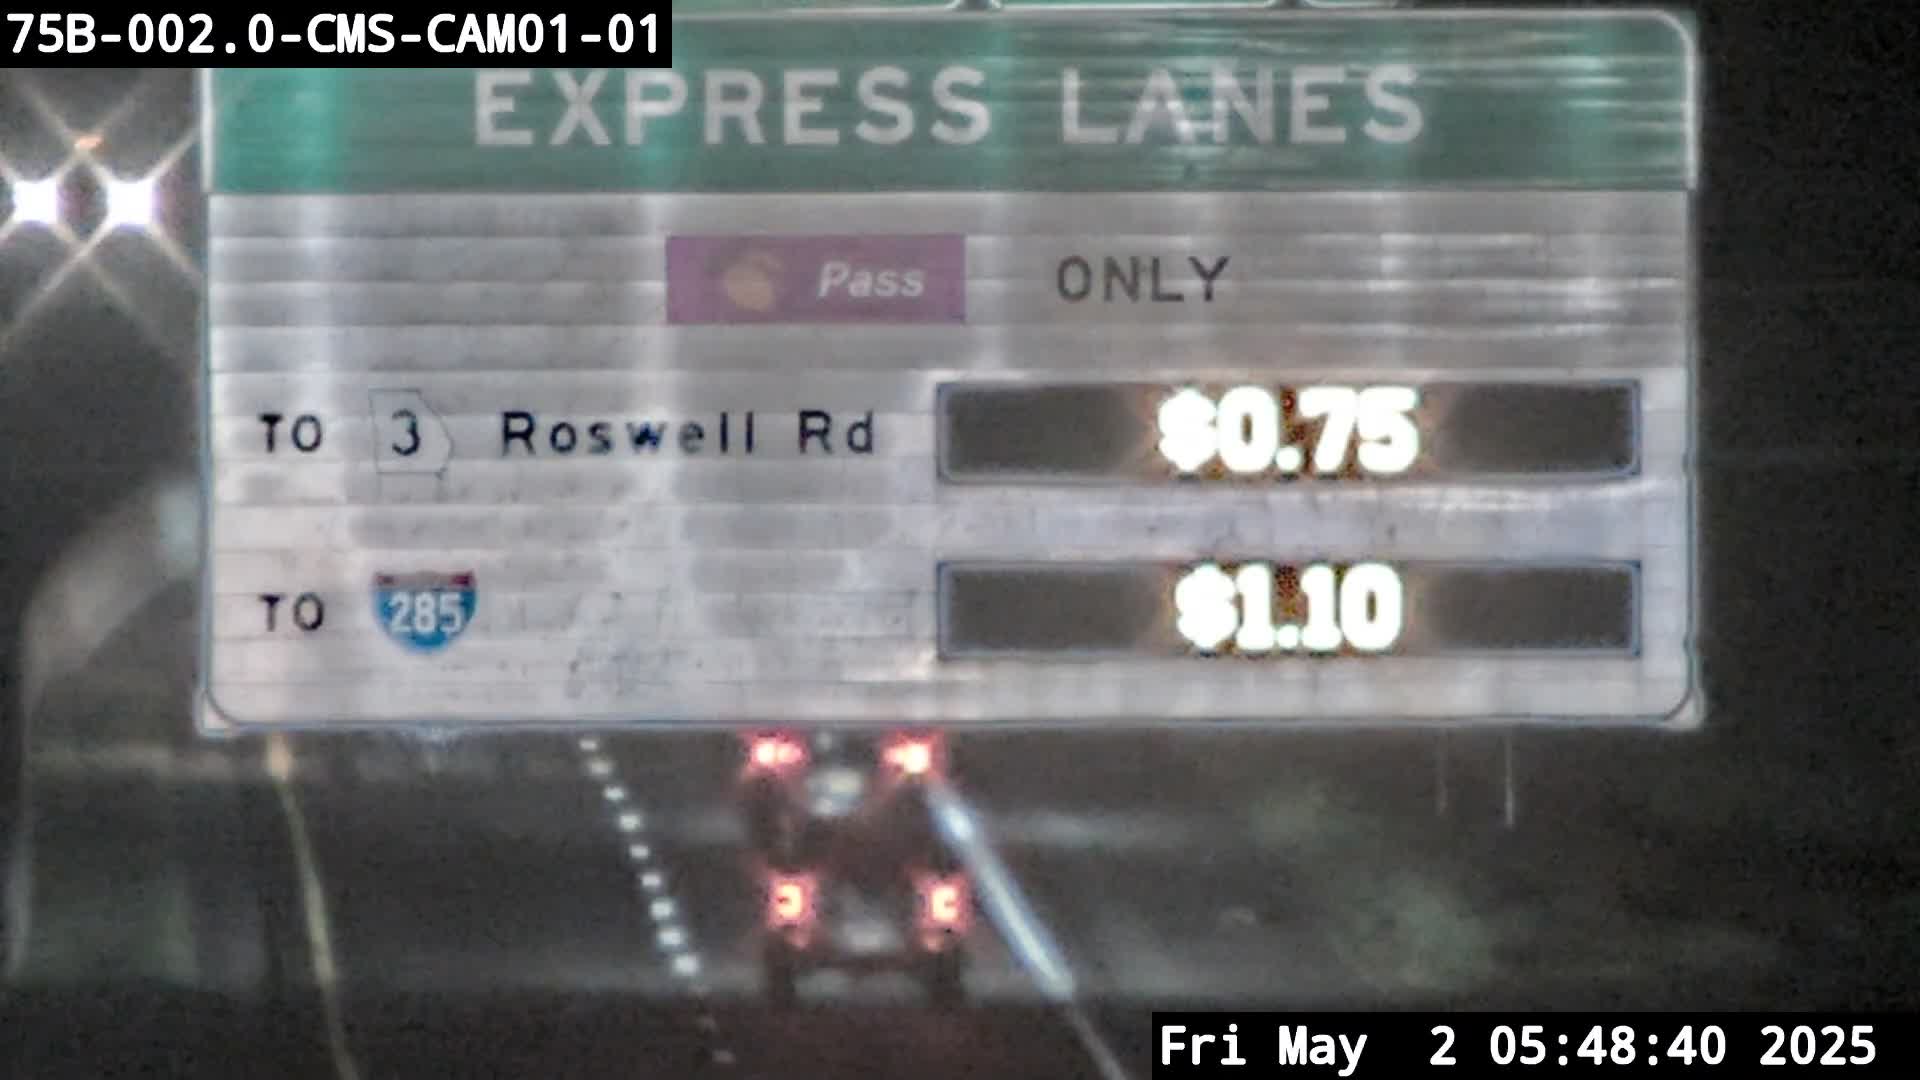 75B-002.0-CMS-CAM01-01
EXPRESS LANES
Pass ONLY
TO 3 Roswell Rd $0.75
TO 285 $1.10
Fri May 2 05:48:40 2025